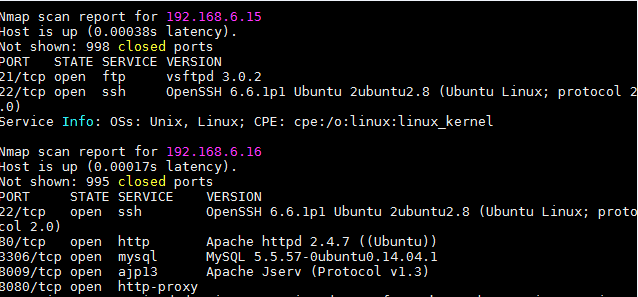 Nmap scan report for 192.168.6.15
Host is up (0.00038s latency).
Not shown: 998 closed ports
PORT   STATE SERVICE VERSION
21/tcp open  ftp     vsftpd 3.0.2
22/tcp open  ssh     OpenSSH 6.6.1p1 Ubuntu 2ubuntu2.8 (Ubuntu Linux; protocol 2
.0)
Service Info: OSs: Unix, Linux; CPE: cpe:/o:linux:linux_kernel
Nmap scan report for 192.168.6.16
Host is up (0.00017s latency).
Not shown: 995 closed ports
PORT     STATE SERVICE    VERSION
22/tcp   open  ssh        OpenSSH 6.6.1p1 Ubuntu 2ubuntu2.8 (Ubuntu Linux; proto
col 2.0)
80/tcp   open  http       Apache httpd 2.4.7 ((Ubuntu))
3306/tcp open  mysql      MySQL 5.5.57-0ubuntu0.14.04.1
8009/tcp open  ajp13      Apache Jserv (Protocol v1.3)
8080/tcp open  http-proxy